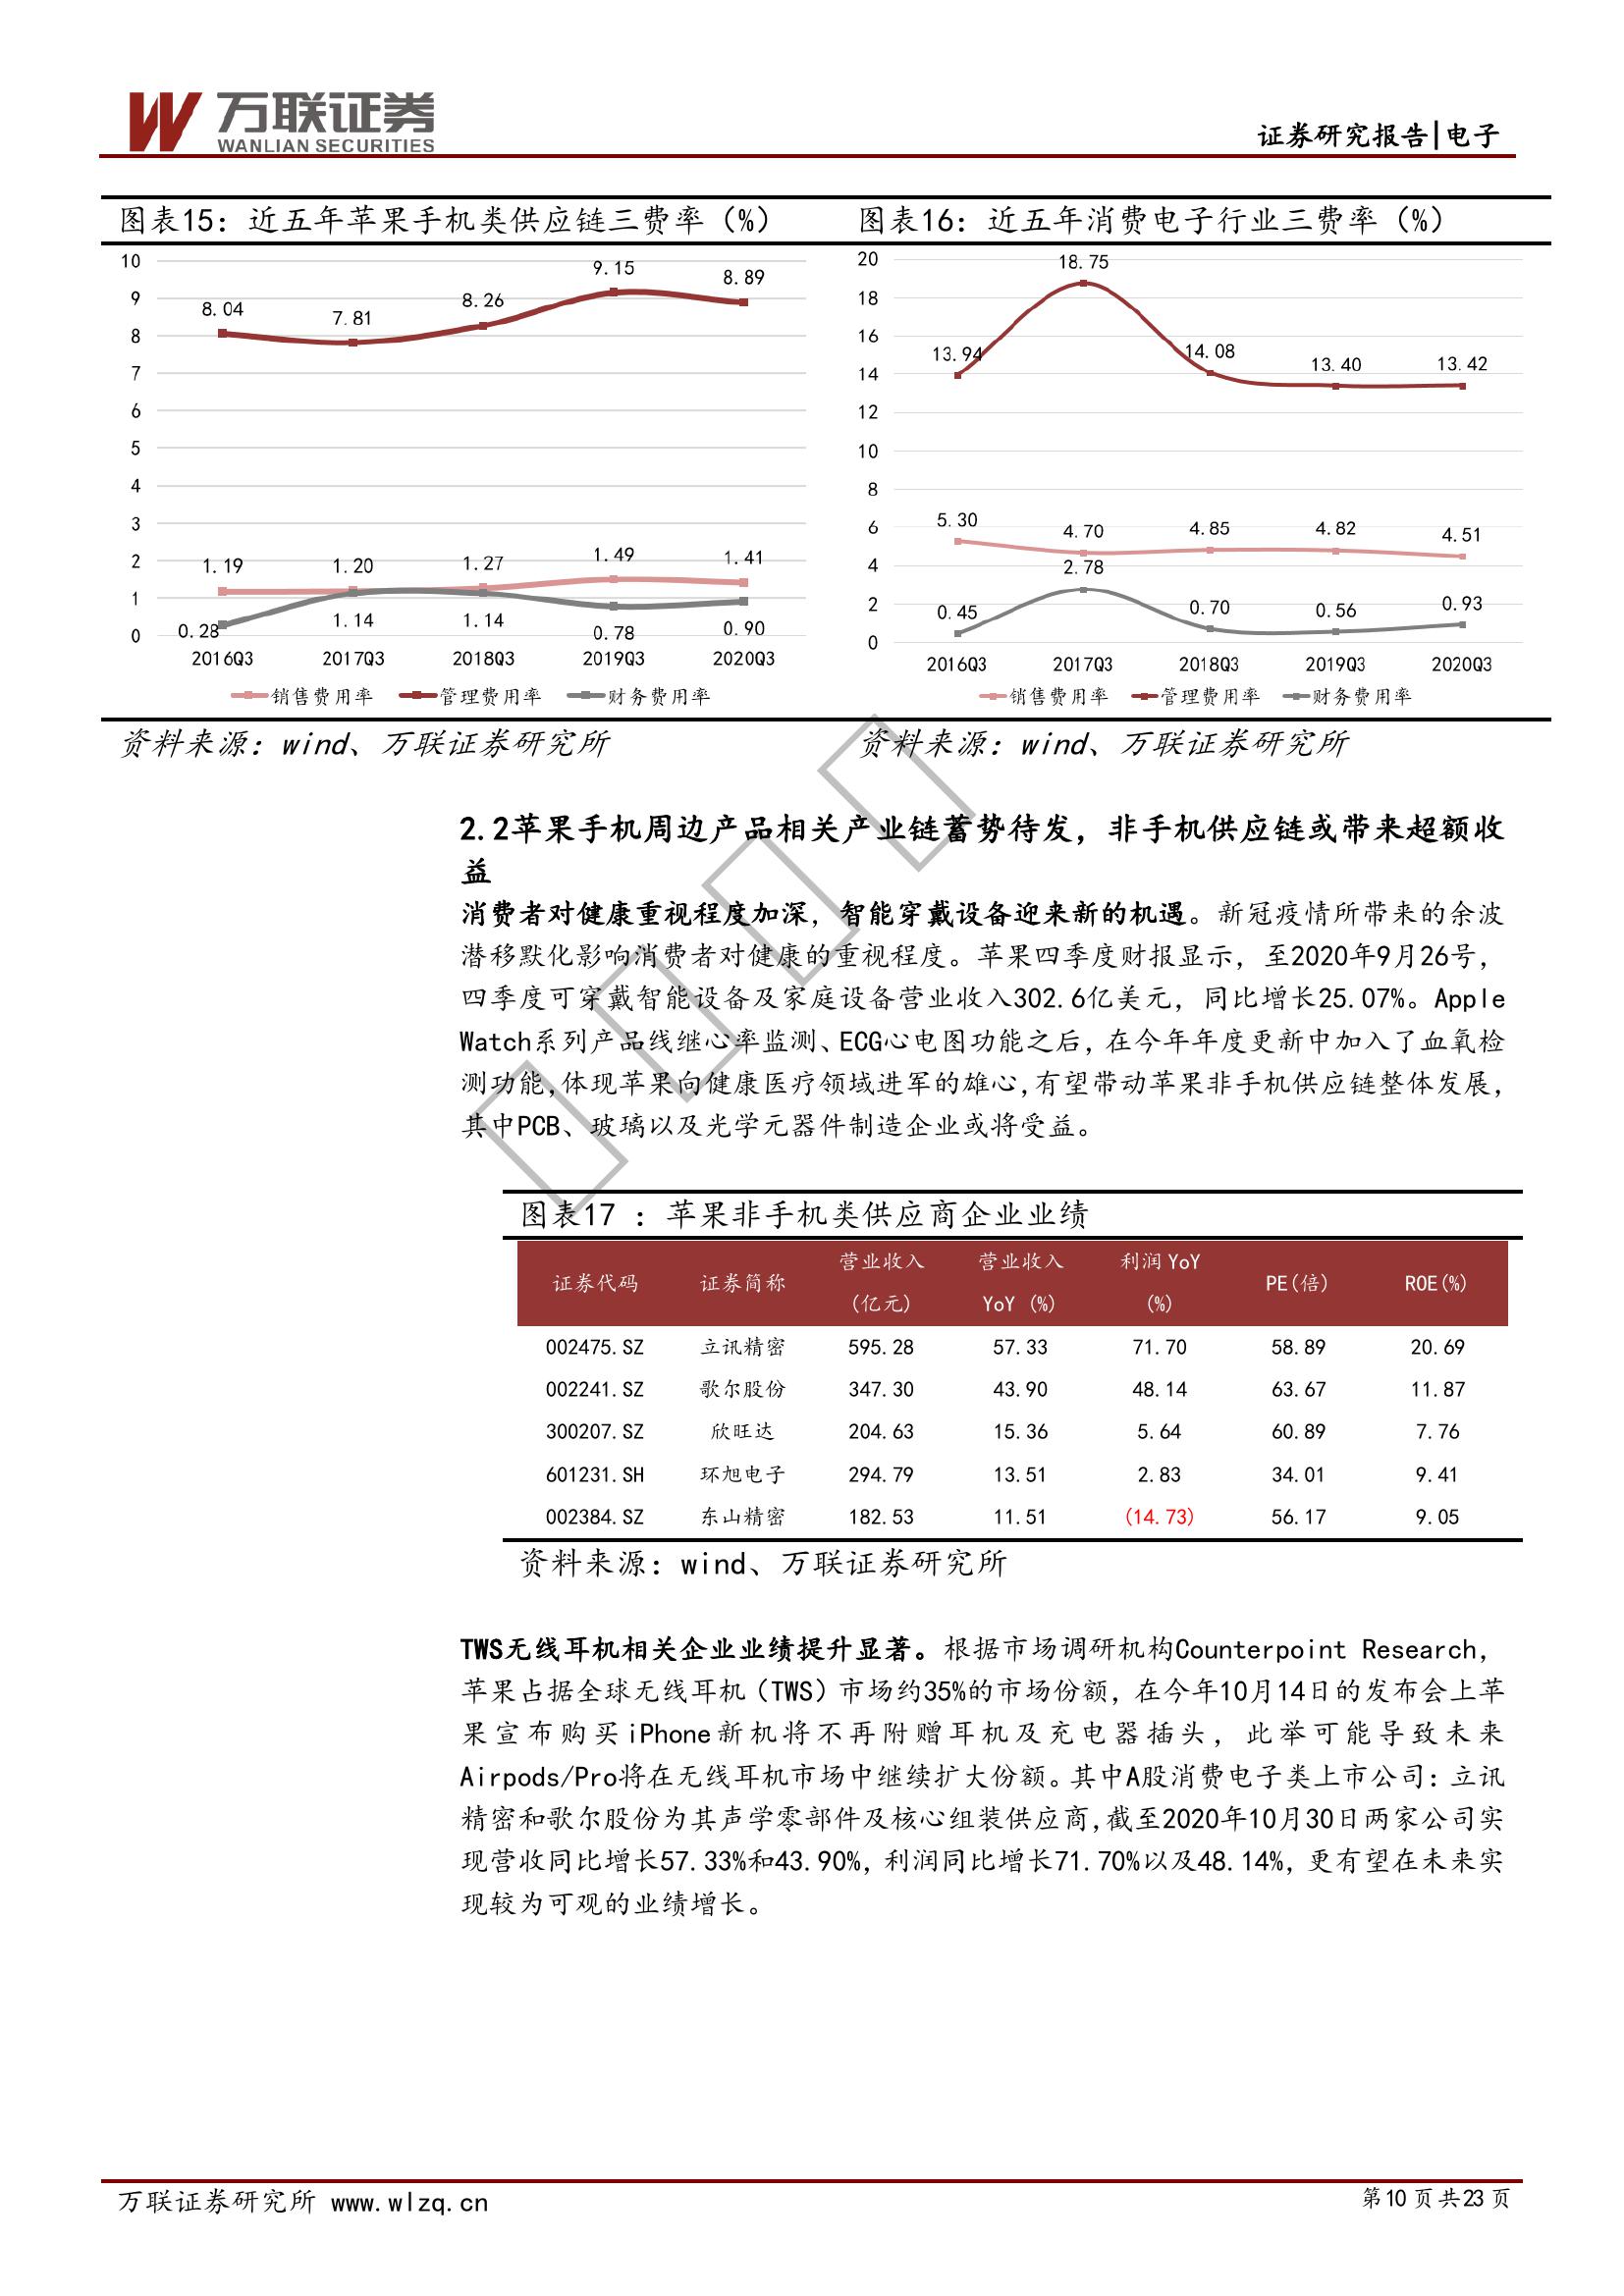 万联证券
WANLIAN SECURITIES
证券研究报告|电子
图表15：近五年苹果手机类供应链三费率（%）
10
9
8
7
6
5
4
3
2
1
0
8.04
7.81
8.26
9.15
8.89
1.19
1.20
1.27
1.49
1.41
0.28
1.14
1.14
0.78
0.90
2016Q3 2017Q3 2018Q3 2019Q3 2020Q3
销售费用率 管理费用率 财务费用率
资料来源：wind、万联证券研究所
图表16：近五年消费电子行业三费率（%）
20
18
16
14
12
10
8
6
4
2
0
13.94
18.75
14.08
13.40
13.42
5.30
4.70
4.85
4.82
4.51
0.45
2.78
0.70
0.56
0.93
2016Q3 2017Q3 2018Q3 2019Q3 2020Q3
销售费用率 管理费用率 财务费用率
资料来源：wind、万联证券研究所
2.2苹果手机周边产品相关产业链蓄势待发，非手机供应链或带来超额收
益
消费者对健康重视程度加深，智能穿戴设备迎来新的机遇。新冠疫情所带来的余波
潜移默化影响消费者对健康的重视程度。苹果四季度财报显示，至2020年9月26号，
四季度可穿戴智能设备及家庭设备营业收入302.6亿美元，同比增长25.07%。Apple
Watch系列产品线继心率监测、ECG心电图功能之后，在今年年度更新中加入了血氧检
测功能,体现苹果向健康医疗领域进军的雄心,有望带动苹果非手机供应链整体发展，
其中PCB、玻璃以及光学元器件制造企业或将受益。
图表17 ：苹果非手机类供应商企业业绩
证券代码 证券简称 营业收入（亿元） 营业收入YoY（%） 利润YoY（%） PE(倍) ROE(%)
002475.SZ 立讯精密 595.28 57.33 71.70 58.89 20.69
002241.SZ 歌尔股份 347.30 43.90 48.14 63.67 11.87
300207.SZ 欣旺达 204.63 15.36 5.64 60.89 7.76
601231.SH 环旭电子 294.79 13.51 2.83 34.01 9.41
002384.SZ 东山精密 182.53 11.51 (14.73) 56.17 9.05
资料来源：wind、万联证券研究所
TWS无线耳机相关企业业绩提升显著。根据市场调研机构Counterpoint Research，
苹果占据全球无线耳机（TWS）市场约35%的市场份额，在今年10月14日的发布会上苹
果宣布购买iPhone新机将不再附赠耳机及充电器插头，此举可能导致未来
Airpods/Pro将在无线耳机市场中继续扩大份额。其中A股消费电子类上市公司：立讯
精密和歌尔股份为其声学零部件及核心组装供应商,截至2020年10月30日两家公司实
现营收同比增长57.33%和43.90%，利润同比增长71.70%以及48.14%，更有望在未来实
现较为可观的业绩增长。
万联证券研究所 www.wlzq.cn
第10页共23页